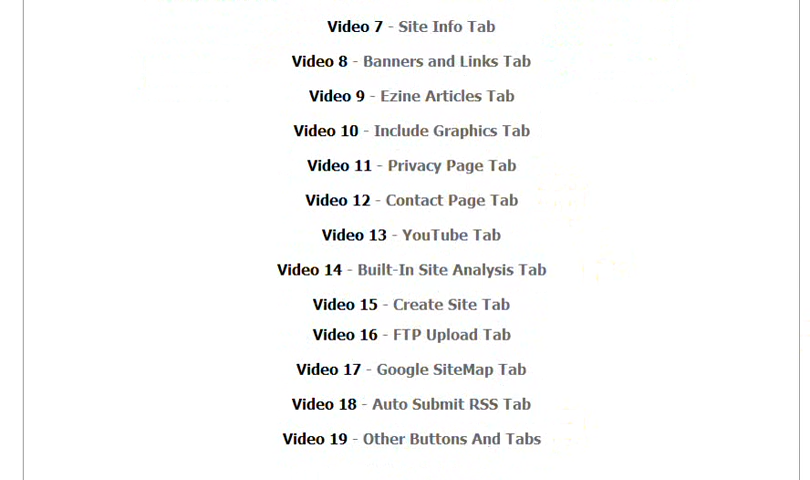 Video 7 - Site Info Tab
Video 8 - Banners and Links Tab
Video 9 - Ezine Articles Tab
Video 10 - Include Graphics Tab
Video 11 - Privacy Page Tab
Video 12 - Contact Page Tab
Video 13 - YouTube Tab
Video 14 - Built-In Site Analysis Tab
Video 15 - Create Site Tab
Video 16 - FTP Upload Tab
Video 17 - Google SiteMap Tab
Video 18 - Auto Submit RSS Tab
Video 19 - Other Buttons And Tabs